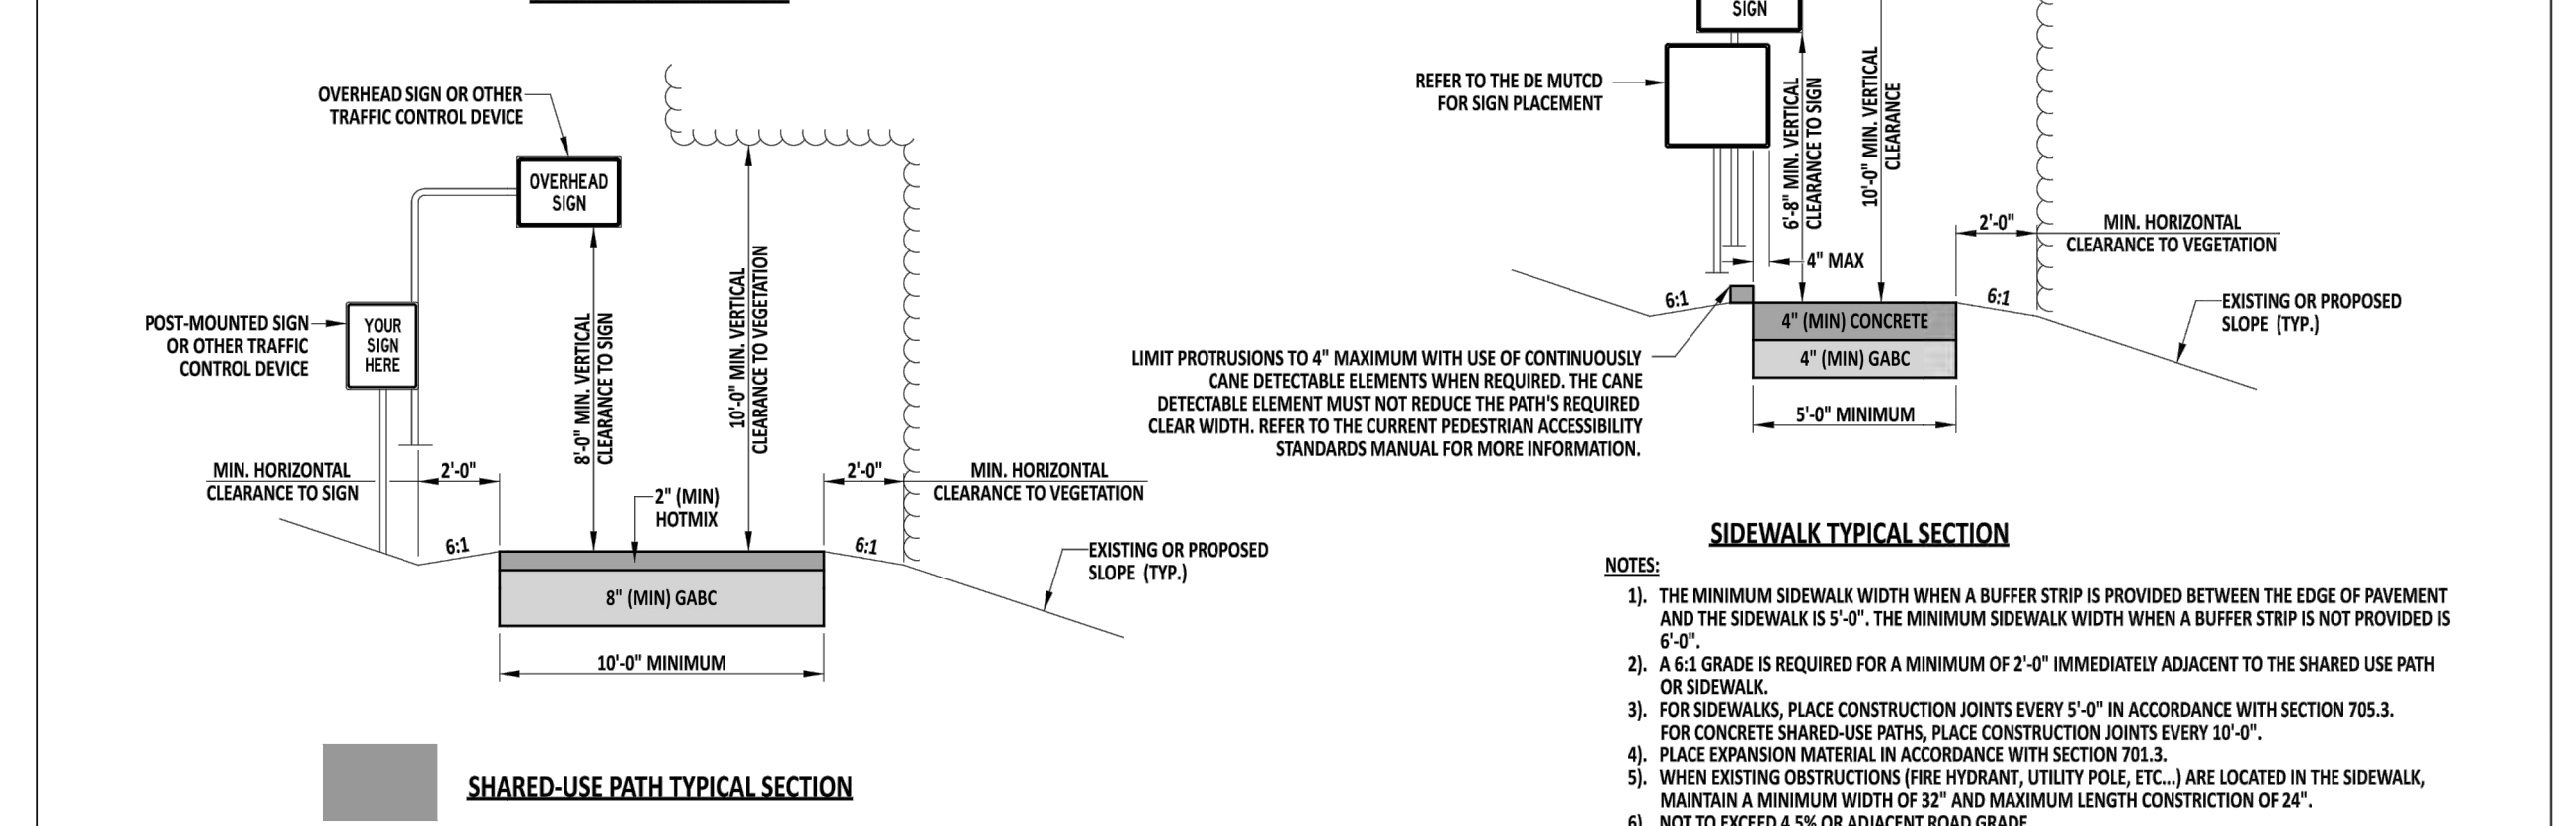 OVERHEAD SIGN OR OTHER
TRAFFIC CONTROL DEVICE
OVERHEAD
SIGN
POST-MOUNTED SIGN
OR OTHER TRAFFIC
CONTROL DEVICE
YOUR
SIGN
HERE
8'-0" MIN. VERTICAL
CLEARANCE TO SIGN
10'-0" MIN. VERTICAL
CLEARANCE TO VEGETATION
MIN. HORIZONTAL
CLEARANCE TO SIGN
2'-0"
2" (MIN)
HOTMIX
2'-0"
MIN. HORIZONTAL
CLEARANCE TO VEGETATION
6:1
6:1
EXISTING OR PROPOSED
SLOPE (TYP.)
8" (MIN) GABC
10'-0" MINIMUM
SHARED-USE PATH TYPICAL SECTION
SIGN
REFER TO THE DE MUTCD
FOR SIGN PLACEMENT
6'-8" MIN. VERTICAL
CLEARANCE TO SIGN
10'-0" MIN. VERTICAL
CLEARANCE
2'-0"
MIN. HORIZONTAL
CLEARANCE TO VEGETATION
4" MAX
6:1
6:1
EXISTING OR PROPOSED
SLOPE (TYP.)
4" (MIN) CONCRETE
4" (MIN) GABC
LIMIT PROTRUSIONS TO 4" MAXIMUM WITH USE OF CONTINUOUSLY
CANE DETECTABLE ELEMENTS WHEN REQUIRED. THE CANE
DETECTABLE ELEMENT MUST NOT REDUCE THE PATH'S REQUIRED
CLEAR WIDTH. REFER TO THE CURRENT PEDESTRIAN ACCESSIBILITY
STANDARDS MANUAL FOR MORE INFORMATION.
5'-0" MINIMUM
SIDEWALK TYPICAL SECTION
NOTES:
1). THE MINIMUM SIDEWALK WIDTH WHEN A BUFFER STRIP IS PROVIDED BETWEEN THE EDGE OF PAVEMENT
AND THE SIDEWALK IS 5'-0". THE MINIMUM SIDEWALK WIDTH WHEN A BUFFER STRIP IS NOT PROVIDED IS
6'-0".
2). A 6:1 GRADE IS REQUIRED FOR A MINIMUM OF 2'-0" IMMEDIATELY ADJACENT TO THE SHARED USE PATH
OR SIDEWALK.
3). FOR SIDEWALKS, PLACE CONSTRUCTION JOINTS EVERY 5'-0" IN ACCORDANCE WITH SECTION 705.3.
FOR CONCRETE SHARED-USE PATHS, PLACE CONSTRUCTION JOINTS EVERY 10'-0".
4). PLACE EXPANSION MATERIAL IN ACCORDANCE WITH SECTION 701.3.
5). WHEN EXISTING OBSTRUCTIONS (FIRE HYDRANT, UTILITY POLE, ETC...) ARE LOCATED IN THE SIDEWALK,
MAINTAIN A MINIMUM WIDTH OF 32" AND MAXIMUM LENGTH CONSTRICTION OF 24".
6). NOT TO EXCEED 4.5% OR ADJACENT ROAD GRADE